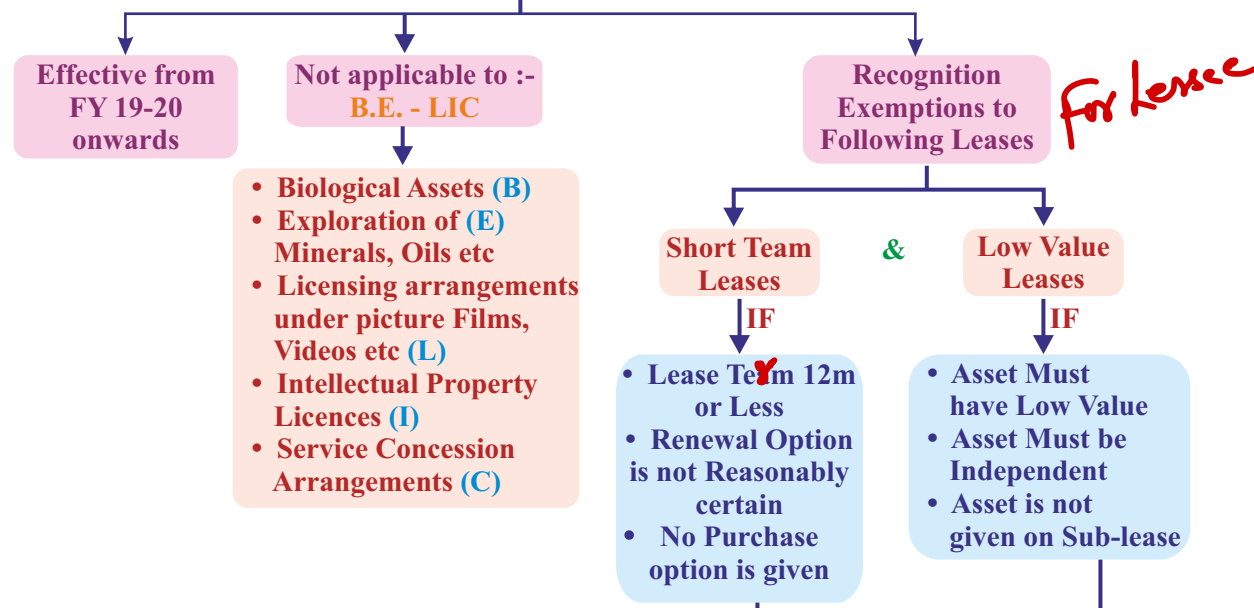 Effective from
FY 19-20
onwards
Not applicable to :-
B.E. - LIC
Recognition
Exemptions to
Following Leases
For Lessee
• Biological Assets (B)
• Exploration of (E)
Minerals, Oils etc
• Licensing arrangements
under picture Films,
Videos etc (L)
• Intellectual Property
Licences (I)
• Service Concession
Arrangements (C)
Short Team
Leases
&
Low Value
Leases
IF
IF
• Lease Term 12m
or Less
• Renewal Option
is not Reasonably
certain
• No Purchase
option is given
• Asset Must
have Low Value
• Asset Must be
Independent
• Asset is not
given on Sub-lease